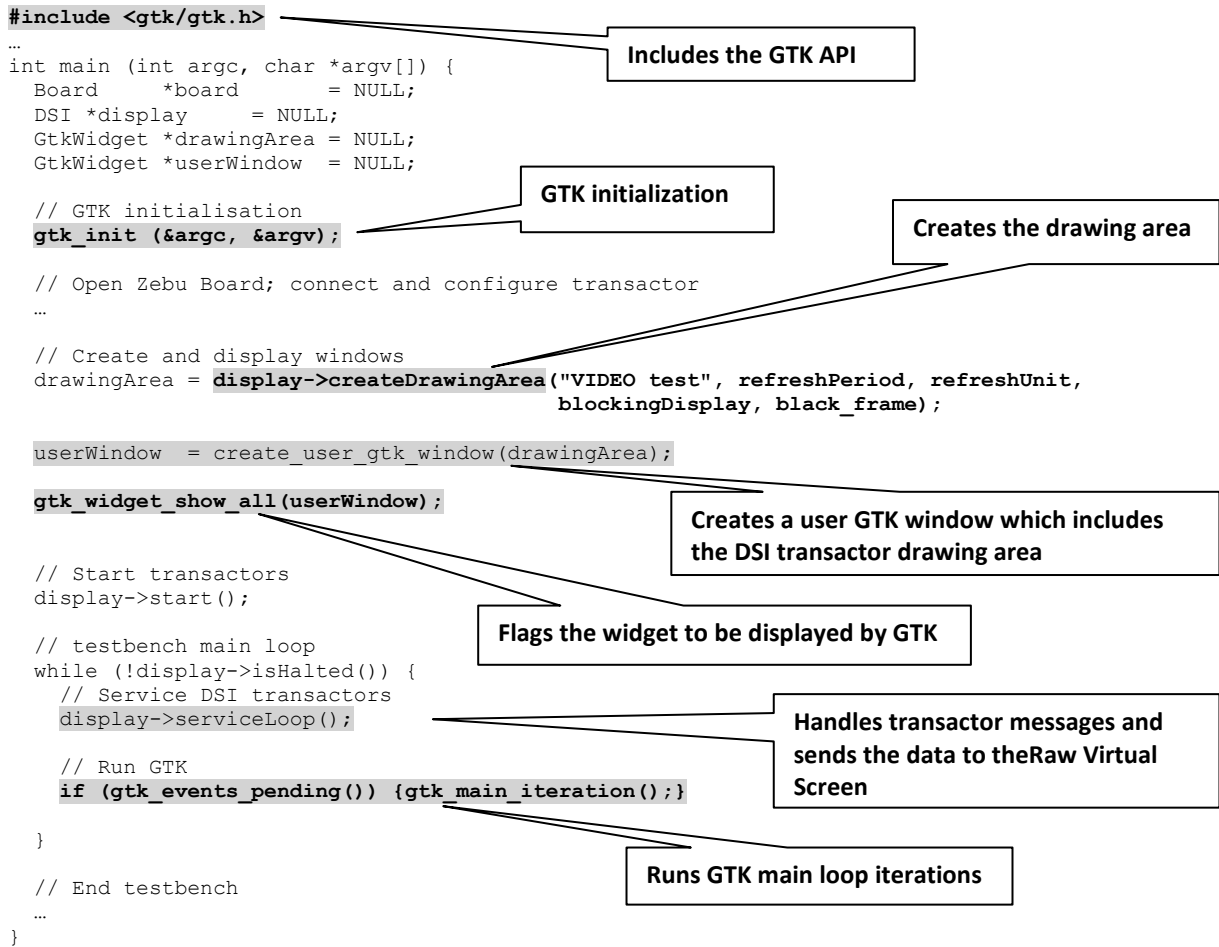 #include <gtk/gtk.h>
Includes the GTK API
…
int main (int argc, char *argv[]) {
  Board     *board       = NULL;
  DSI *display     = NULL;
  GtkWidget *drawingArea = NULL;
  GtkWidget *userWindow  = NULL;
GTK initialization
  // GTK initialisation
  gtk_init (&argc, &argv);
Creates the drawing area
  // Open Zebu Board; connect and configure transactor
  …
  // Create and display windows
  drawingArea = display->createDrawingArea("VIDEO test", refreshPeriod, refreshUnit,
                                   blockingDisplay, black_frame);
  userWindow  = create_user_gtk_window(drawingArea);
  gtk_widget_show_all(userWindow);
Creates a user GTK window which includes
the DSI transactor drawing area
  // Start transactors
  display->start();
Flags the widget to be displayed by GTK
  // testbench main loop
  while (!display->isHalted()) {
    // Service DSI transactors
    display->serviceLoop();
Handles transactor messages and
sends the data to theRaw Virtual
Screen
    // Run GTK
    if (gtk_events_pending()) {gtk_main_iteration();}
  }
Runs GTK main loop iterations
  // End testbench
  …
}